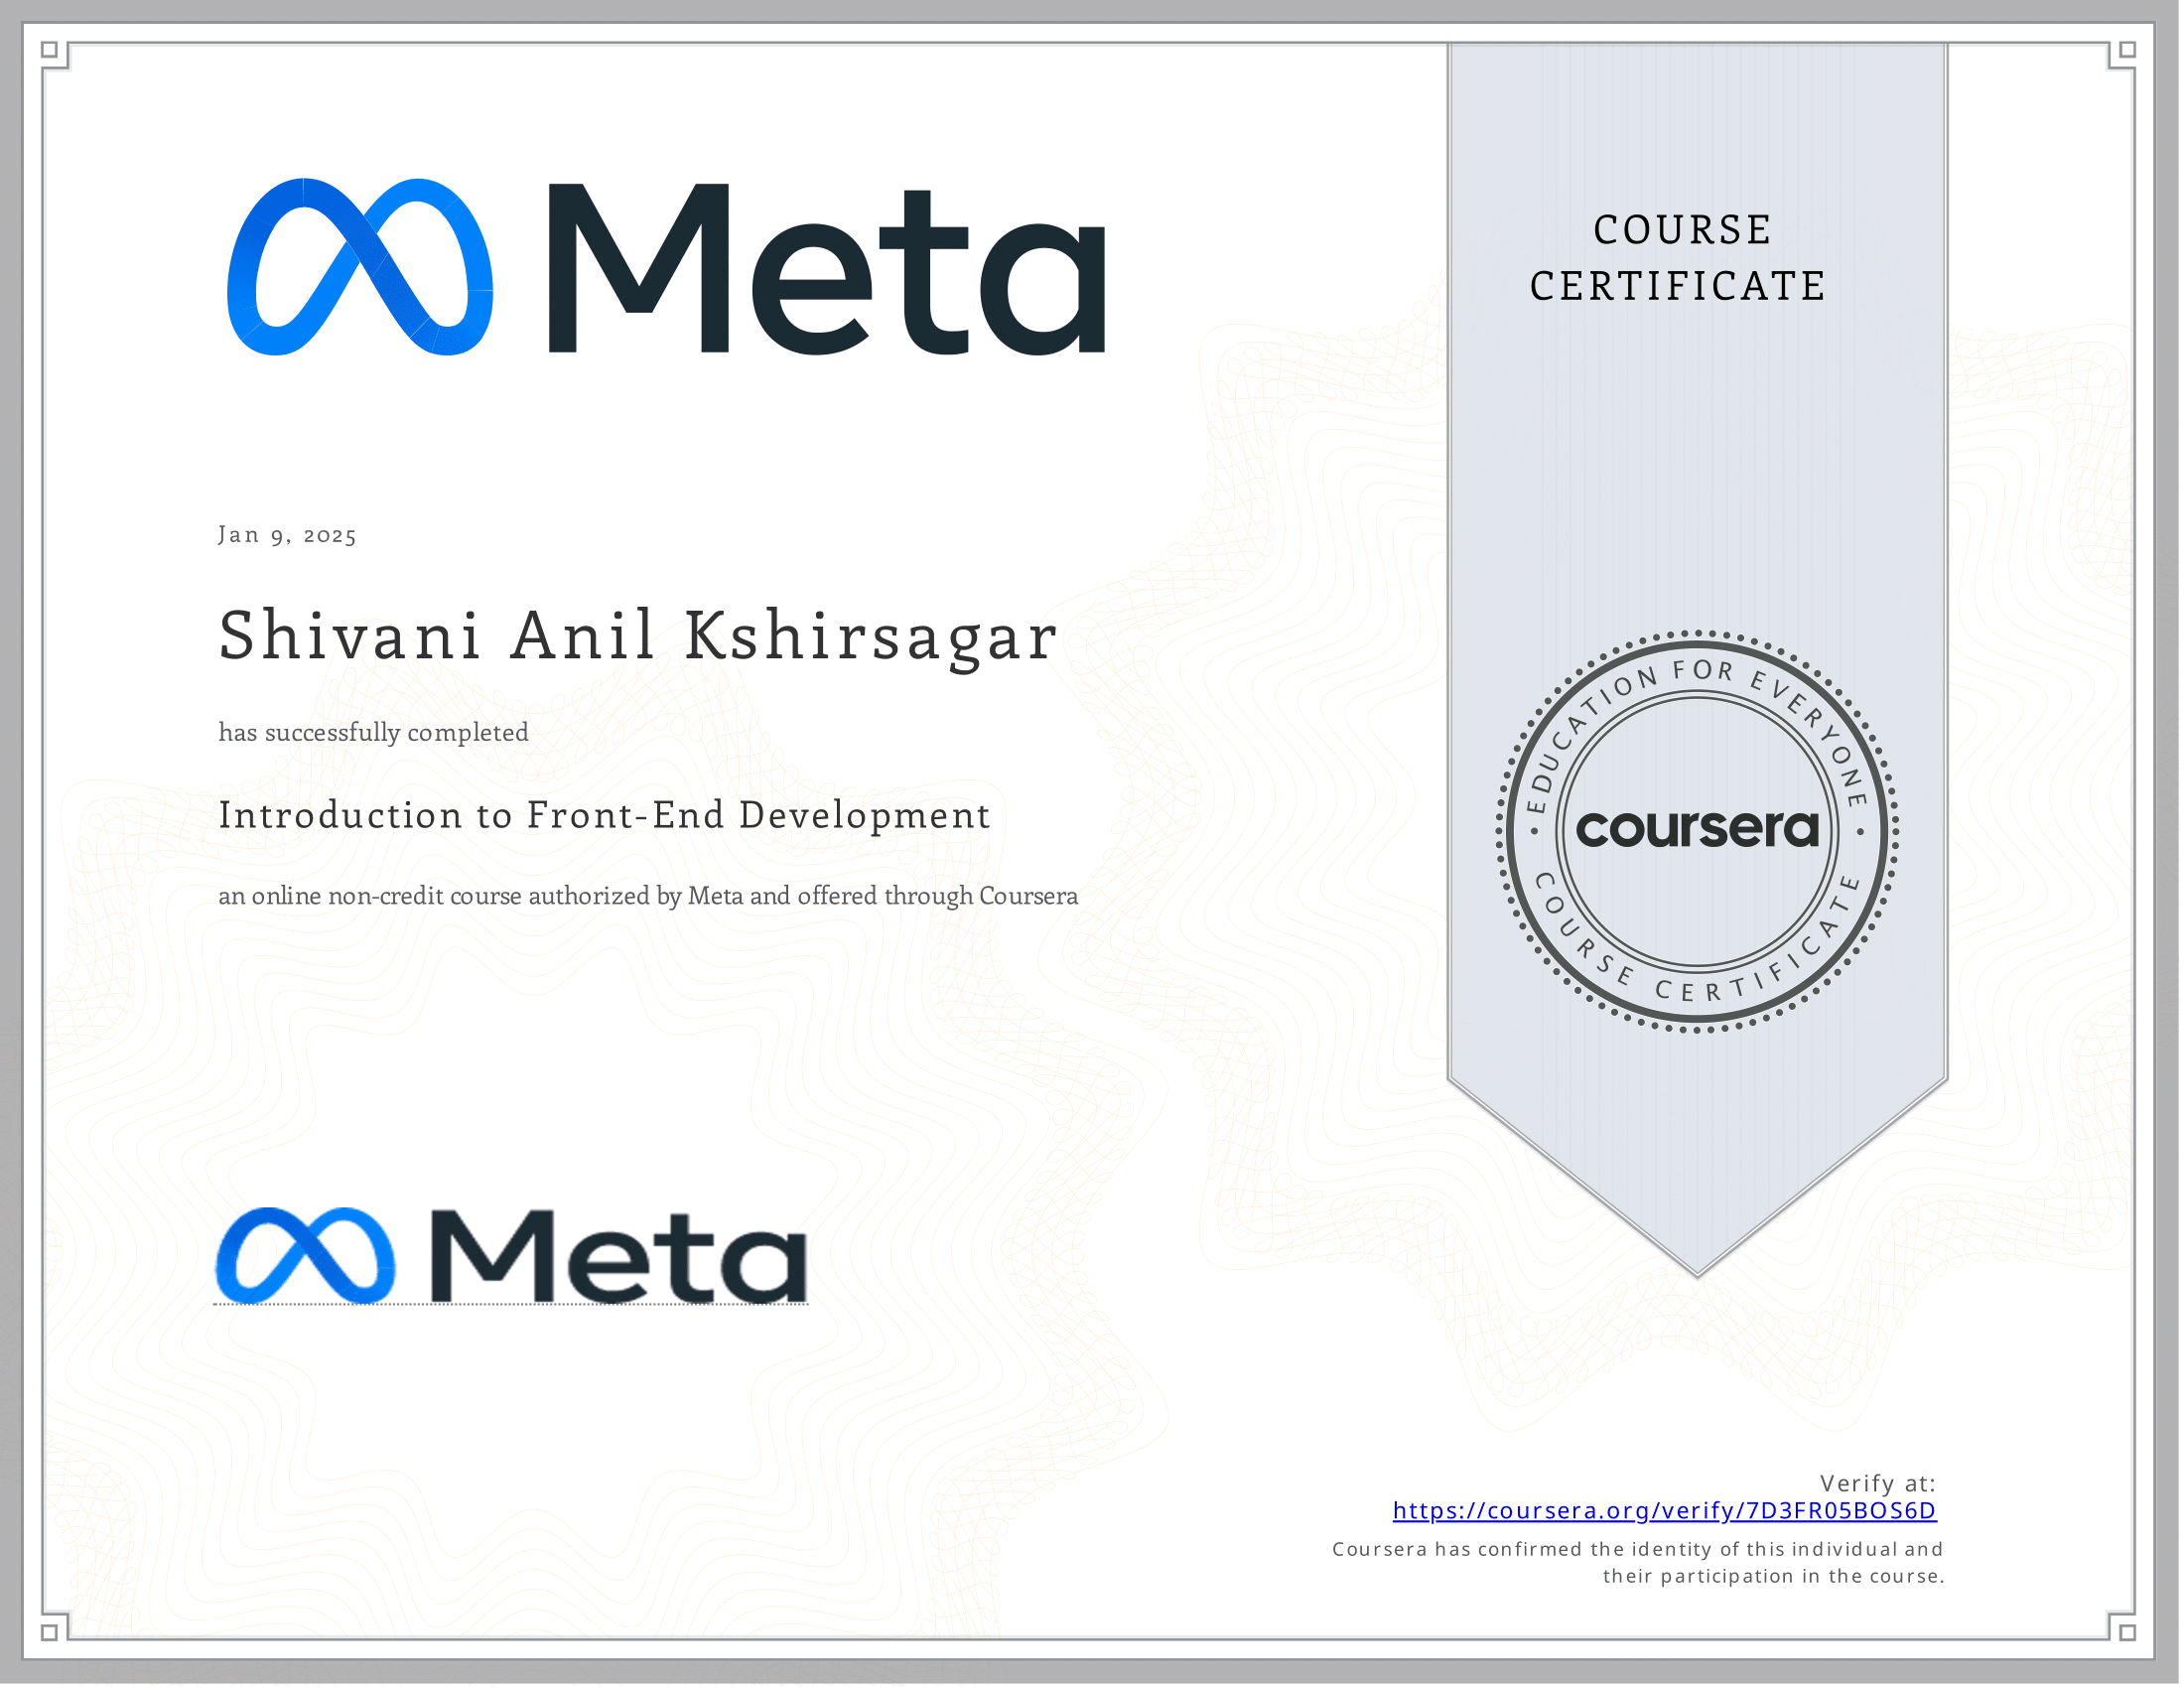 Meta
COURSE
CERTIFICATE
Jan 9, 2025
Shivani Anil Kshirsagar
has successfully completed
Introduction to Front-End Development
an online non-credit course authorized by Meta and offered through Coursera
EDUCATION FOR EVERYONE
coursera
COURSE CERTIFICATE
Meta
Verify at:
https://coursera.org/verify/7D3FR05BOS6D
Coursera has confirmed the identity of this individual and
their participation in the course.